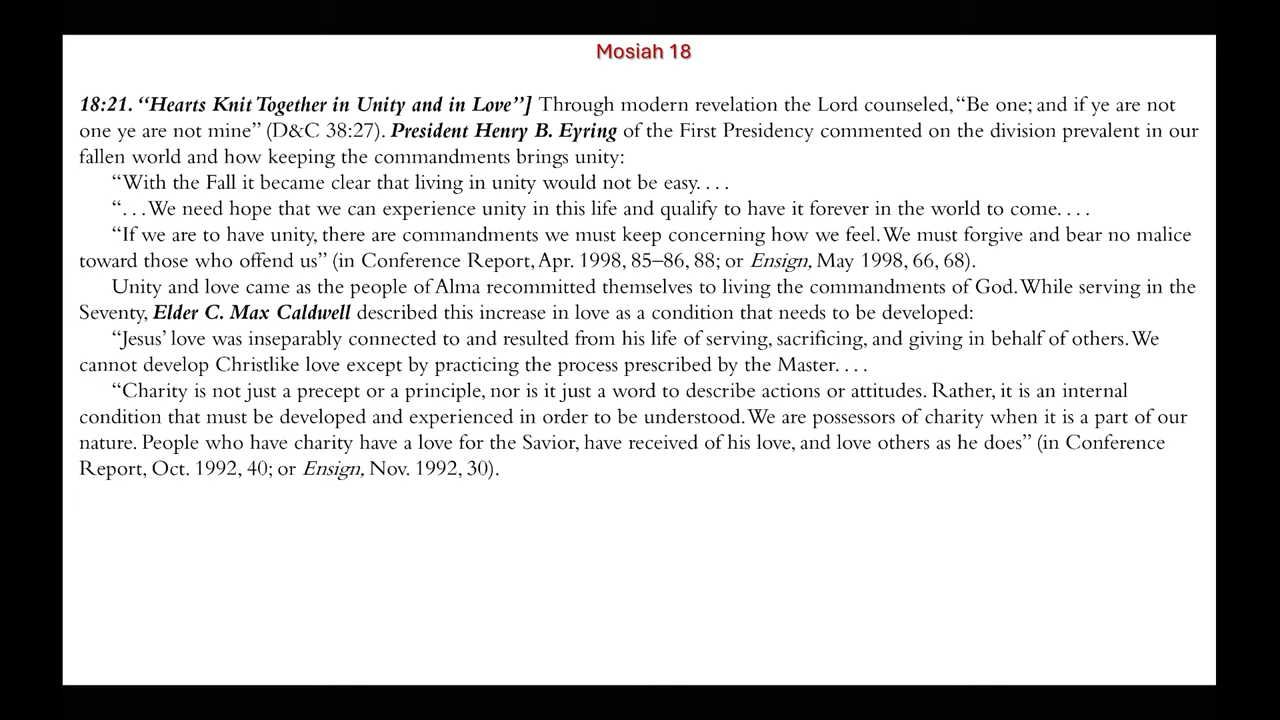 Mosiah 18
18:21. “Hearts Knit Together in Unity and in Love”] Through modern revelation the Lord counseled, “Be one; and if ye are not
one ye are not mine” (D&C 38:27). President Henry B. Eyring of the First Presidency commented on the division prevalent in our
fallen world and how keeping the commandments brings unity:
“With the Fall it became clear that living in unity would not be easy. . . .
“. . . We need hope that we can experience unity in this life and qualify to have it forever in the world to come. . . .
“If we are to have unity, there are commandments we must keep concerning how we feel. We must forgive and bear no malice
toward those who offend us” (in Conference Report, Apr. 1998, 85–86, 88; or Ensign, May 1998, 66, 68).
Unity and love came as the people of Alma recommitted themselves to living the commandments of God. While serving in the
Seventy, Elder C. Max Caldwell described this increase in love as a condition that needs to be developed:
“Jesus’ love was inseparably connected to and resulted from his life of serving, sacrificing, and giving in behalf of others. We
cannot develop Christlike love except by practicing the process prescribed by the Master. . . .
“Charity is not just a precept or a principle, nor is it just a word to describe actions or attitudes. Rather, it is an internal
condition that must be developed and experienced in order to be understood. We are possessors of charity when it is a part of our
nature. People who have charity have a love for the Savior, have received of his love, and love others as he does” (in Conference
Report, Oct. 1992, 40; or Ensign, Nov. 1992, 30).